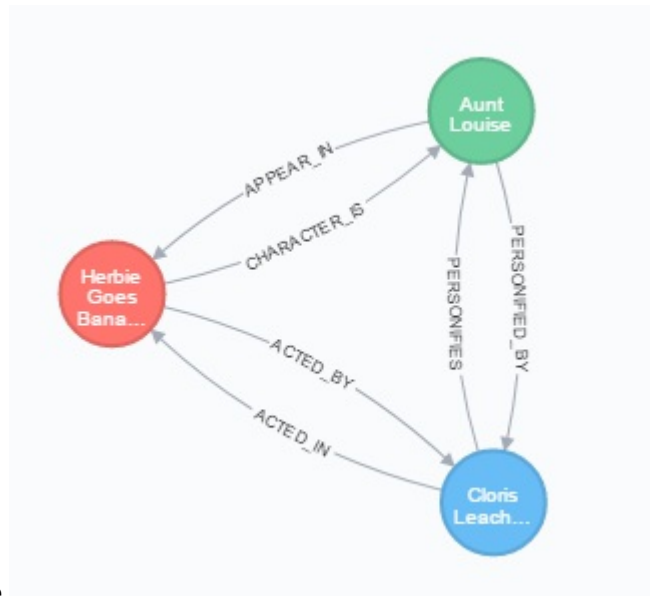 Aunt
Louise
APPEAR_IN
CHARACTER_IS
PERSONIFIES
PERSONIFIED_BY
Herbie
Goes
Bana...
ACTED_BY
ACTED_IN
Cloris
Leach...